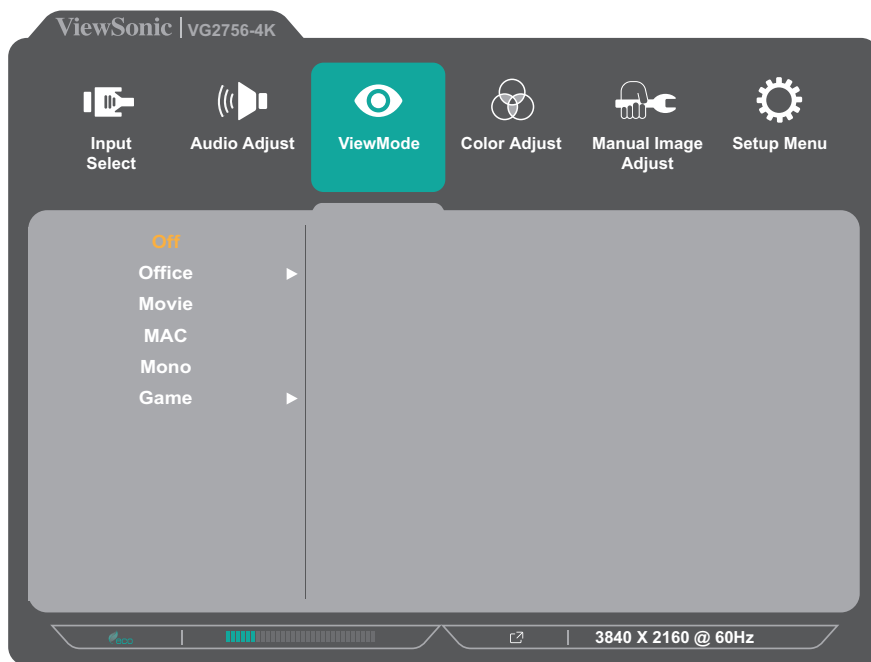 ViewSonic | VG2756-4K
Input Select
Audio Adjust
ViewMode
Color Adjust
Manual Image Adjust
Setup Menu
Off
Office
Movie
MAC
Mono
Game
eco
3840 X 2160 @ 60Hz